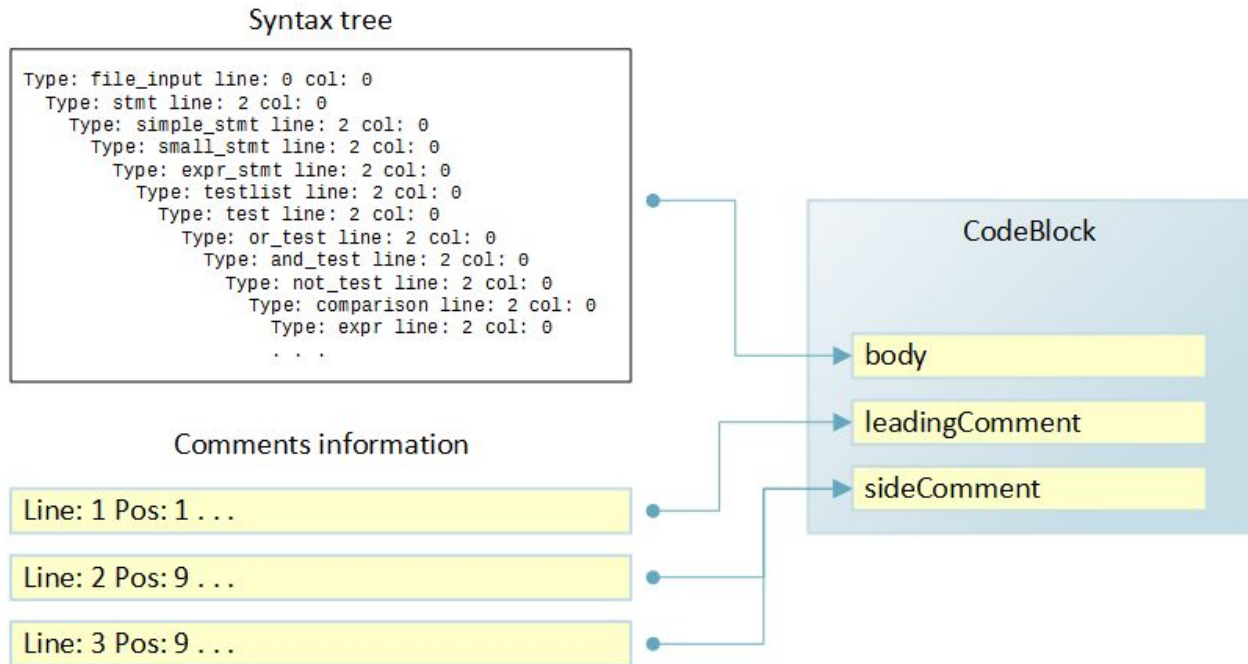 Syntax tree
Type: file_input line: 0 col: 0
Type: stmt line: 2 col: 0
Type: simple_stmt line: 2 col: 0
Type: small_stmt line: 2 col: 0
Type: expr_stmt line: 2 col: 0
Type: testlist line: 2 col: 0
Type: test line: 2 col: 0
Type: or_test line: 2 col: 0
Type: and_test line: 2 col: 0
Type: not_test line: 2 col: 0
Type: comparison line: 2 col: 0
Type: expr line: 2 col: 0
. . .
Comments information
Line: 1 Pos: 1 . . .
Line: 2 Pos: 9 . . .
Line: 3 Pos: 9 . . .
CodeBlock
body
leadingComment
sideComment